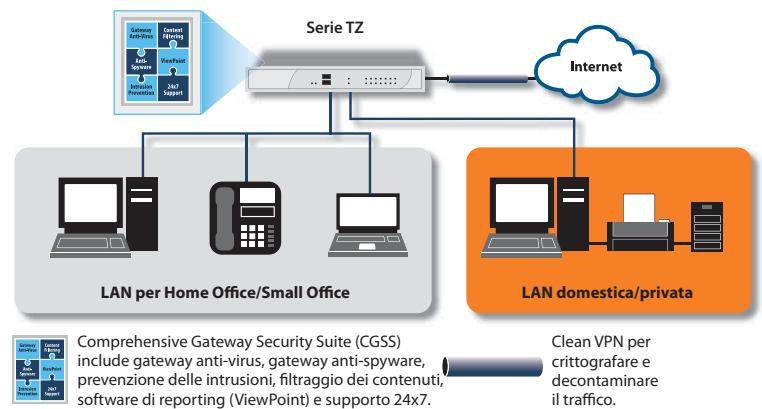 Serie TZ
Gateway
Anti-Virus
Content
Filtering
Anti-
Spyware
ViewPoint
Intrusion
Prevention
24x7
Support
Internet
LAN per Home Office/Small Office
LAN domestica/privata
Gateway
Anti-Virus
Content
Filtering
Anti-
Spyware
ViewPoint
Intrusion
Prevention
24x7
Support
Comprehensive Gateway Security Suite (CGSS)
include gateway anti-virus, gateway anti-spyware,
prevenzione delle intrusioni, filtraggio dei contenuti,
software di reporting (ViewPoint) e supporto 24x7.
Clean VPN per
crittografare e
decontaminare
il traffico.